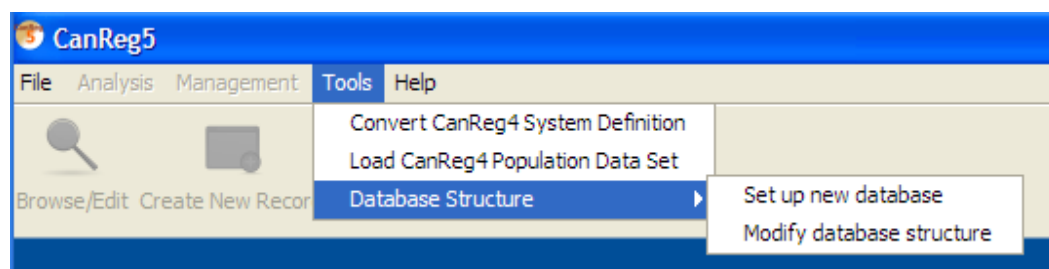 CanReg5
File Analysis Management Tools Help
Convert CanReg4 System Definition
Load CanReg4 Population Data Set
Browse/Edit Create New Recor
Database Structure
Set up new database
Modify database structure